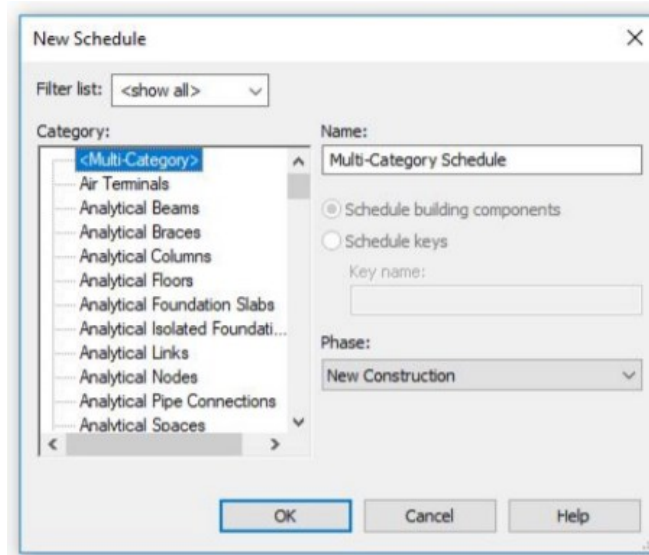 New Schedule
Filter list: <show all>
Category:
<Multi-Category>
Air Terminals
Analytical Beams
Analytical Braces
Analytical Columns
Analytical Floors
Analytical Foundation Slabs
Analytical Isolated Foundati...
Analytical Links
Analytical Nodes
Analytical Pipe Connections
Analytical Spaces
Name:
Multi-Category Schedule
Schedule building components
Schedule keys
Key name:
Phase:
New Construction
OK Cancel Help